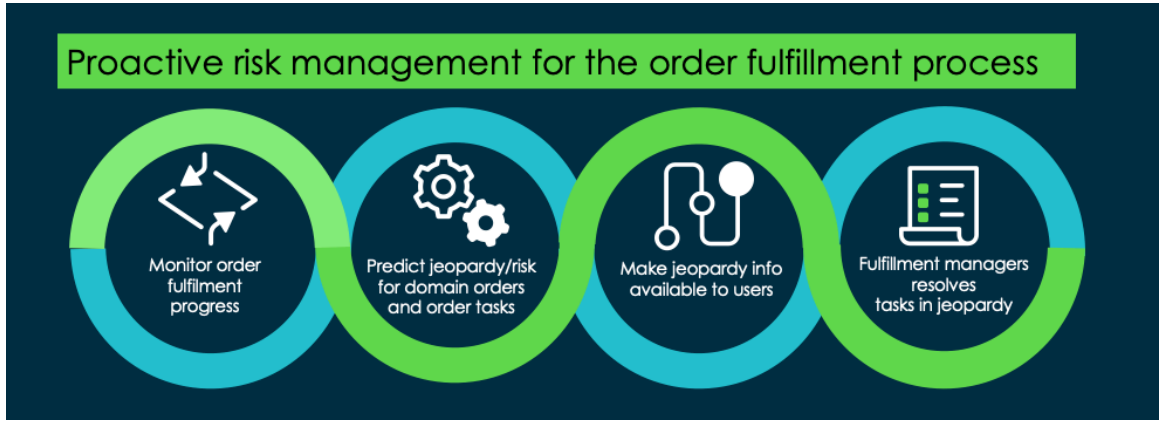 Proactive risk management for the order fulfillment process
Monitor order
fulfilment
progress
Predict jeopardy/risk
for domain orders
and order tasks
Make jeopardy info
available to users
Fulfillment managers
resolves
tasks in jeopardy